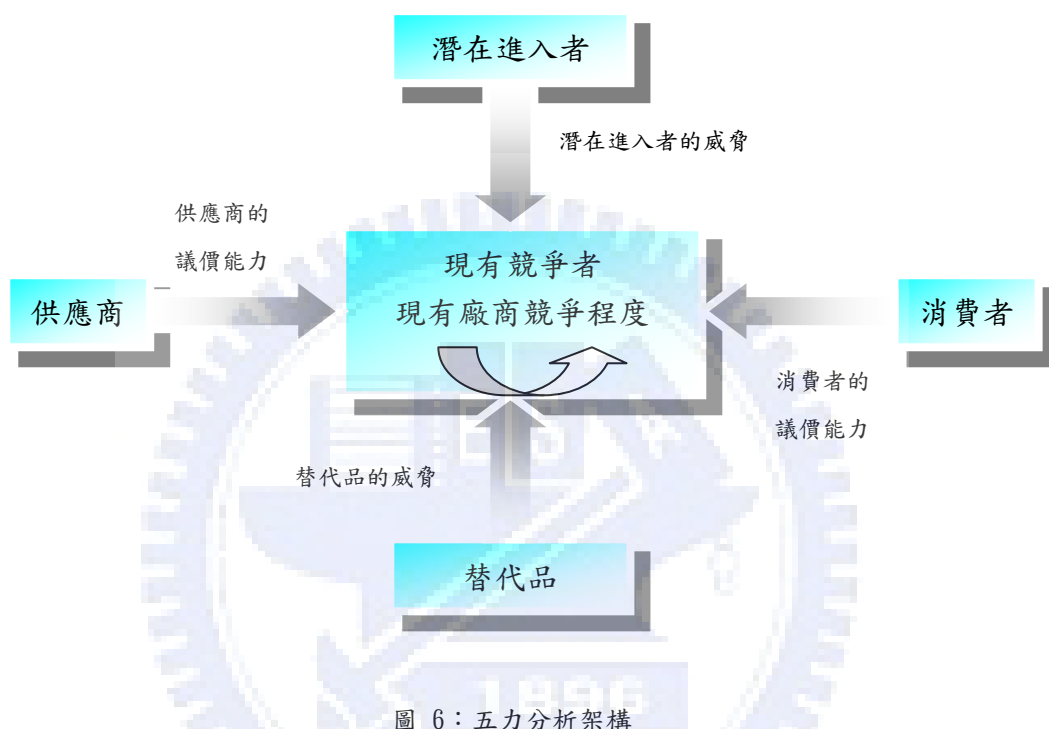 潛在進入者
潛在進入者的威脅
供應商的
議價能力
現有競爭者
現有廠商競爭程度
供應商
消費者
消費者的
議價能力
替代品的威脅
替代品
1896
圖 6：五力分析架構